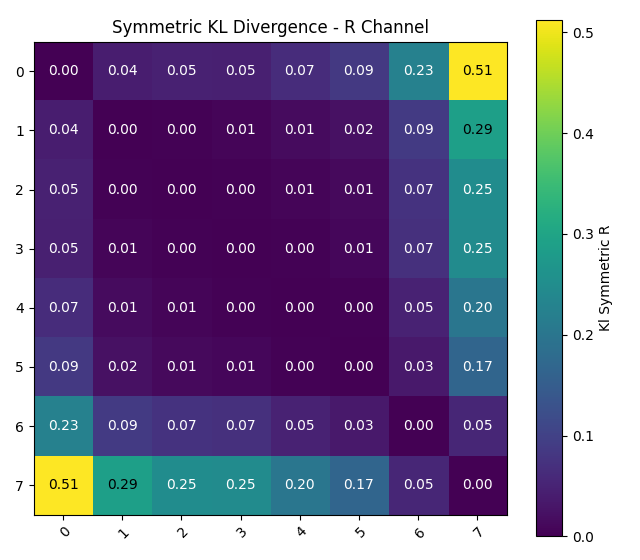 Symmetric KL Divergence - R Channel
0 0.00 0.04 0.05 0.05 0.07 0.09 0.23 0.51
1 0.04 0.00 0.00 0.01 0.01 0.02 0.09 0.29
2 0.05 0.00 0.00 0.00 0.01 0.01 0.07 0.25
3 0.05 0.01 0.00 0.00 0.00 0.01 0.07 0.25
4 0.07 0.01 0.01 0.00 0.00 0.00 0.05 0.20
5 0.09 0.02 0.01 0.01 0.00 0.00 0.03 0.17
6 0.23 0.09 0.07 0.07 0.05 0.03 0.00 0.05
7 0.51 0.29 0.25 0.25 0.20 0.17 0.05 0.00
0 1 2 3 4 5 6 7
0.5
0.4
0.3
0.2
0.1
0.0
Kl Symmetric R